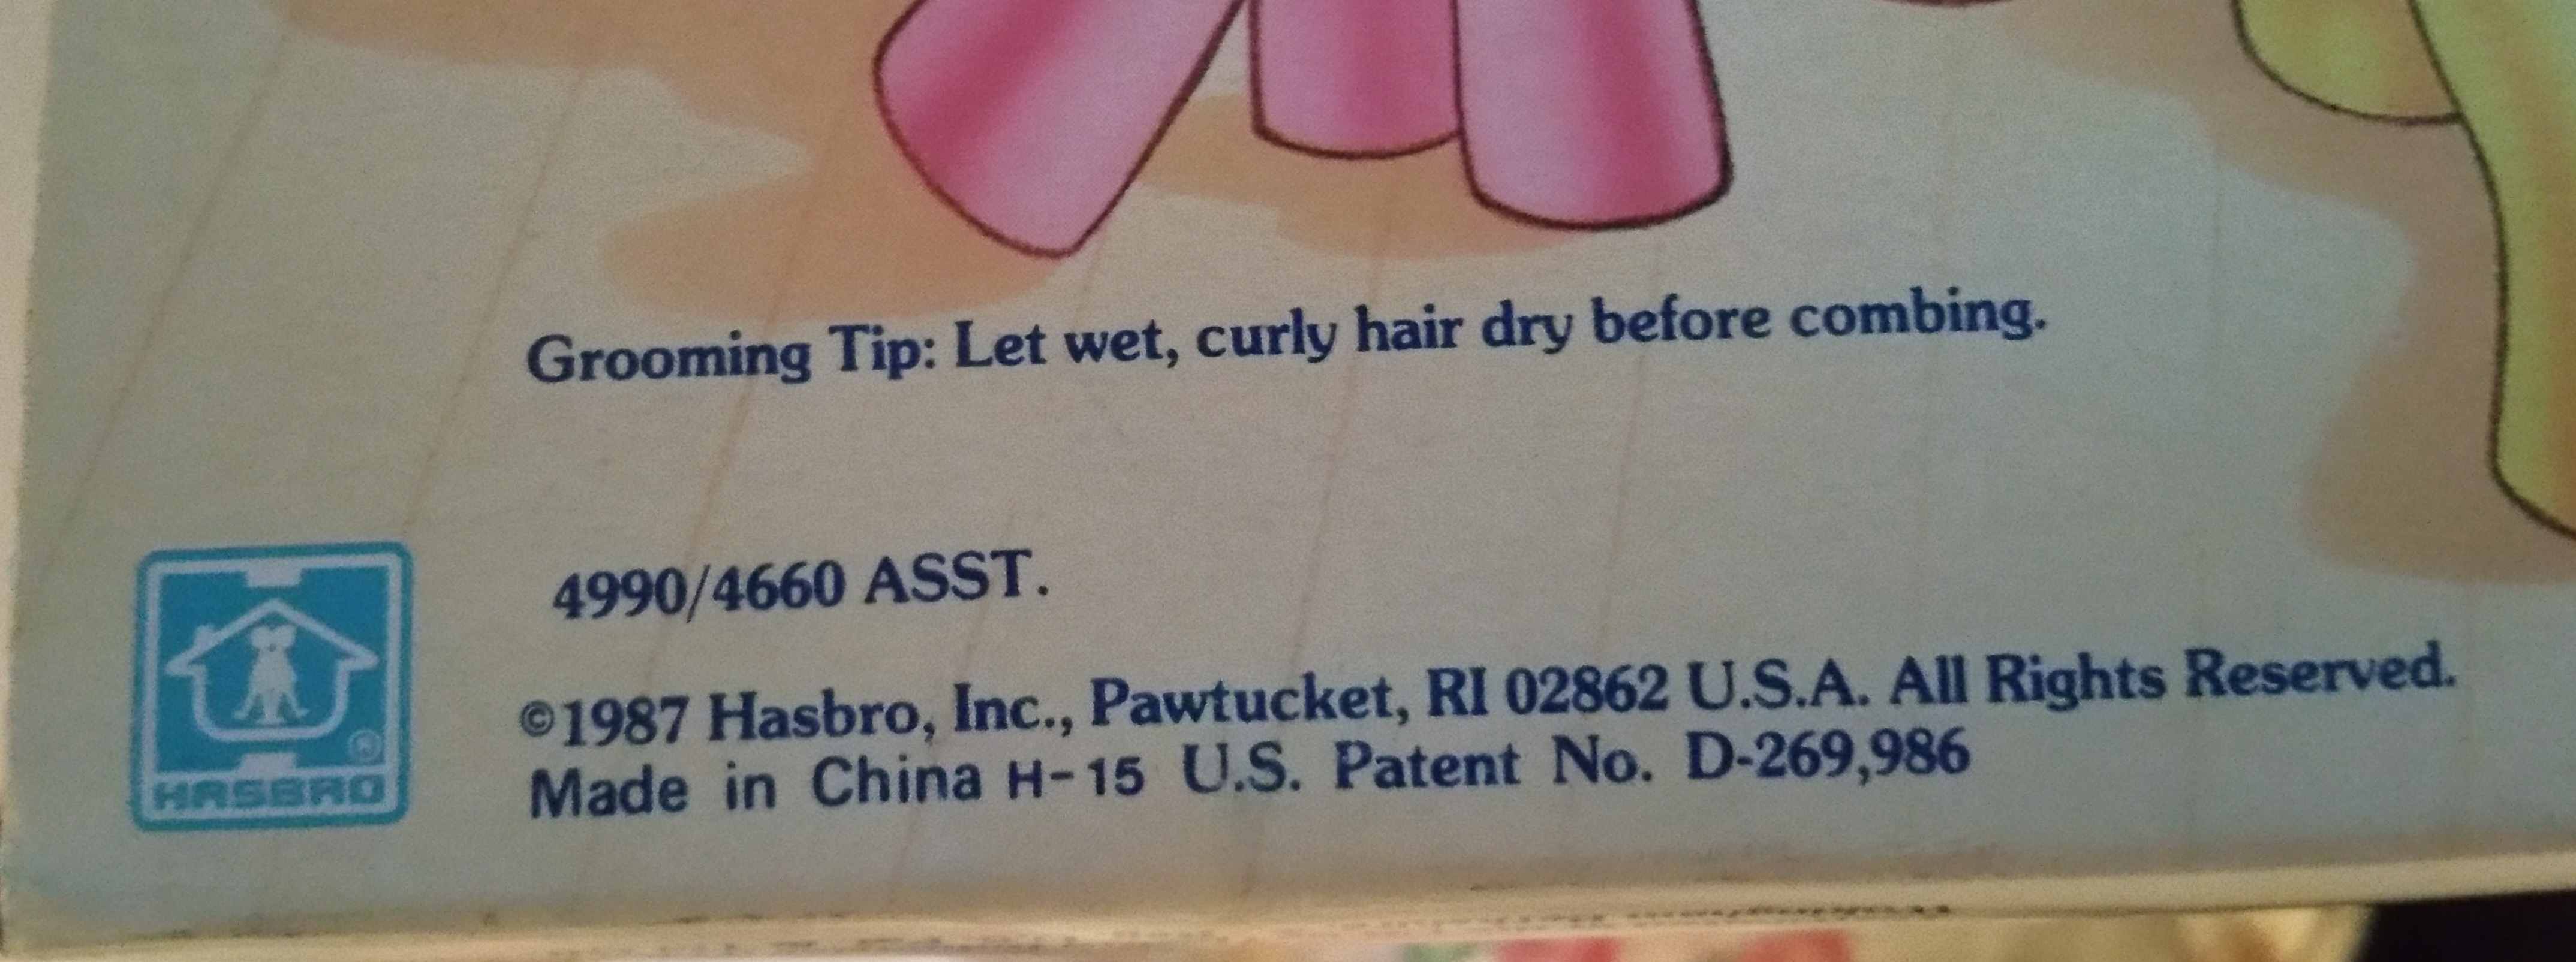 Grooming Tip: Let wet, curly hair dry before combing.
4990/4660 ASST.
©1987 Hasbro, Inc., Pawtucket, RI 02862 U.S.A. All Rights Reserved.
Made in China H-15 U.S. Patent No. D-269,986
®
HASBRO